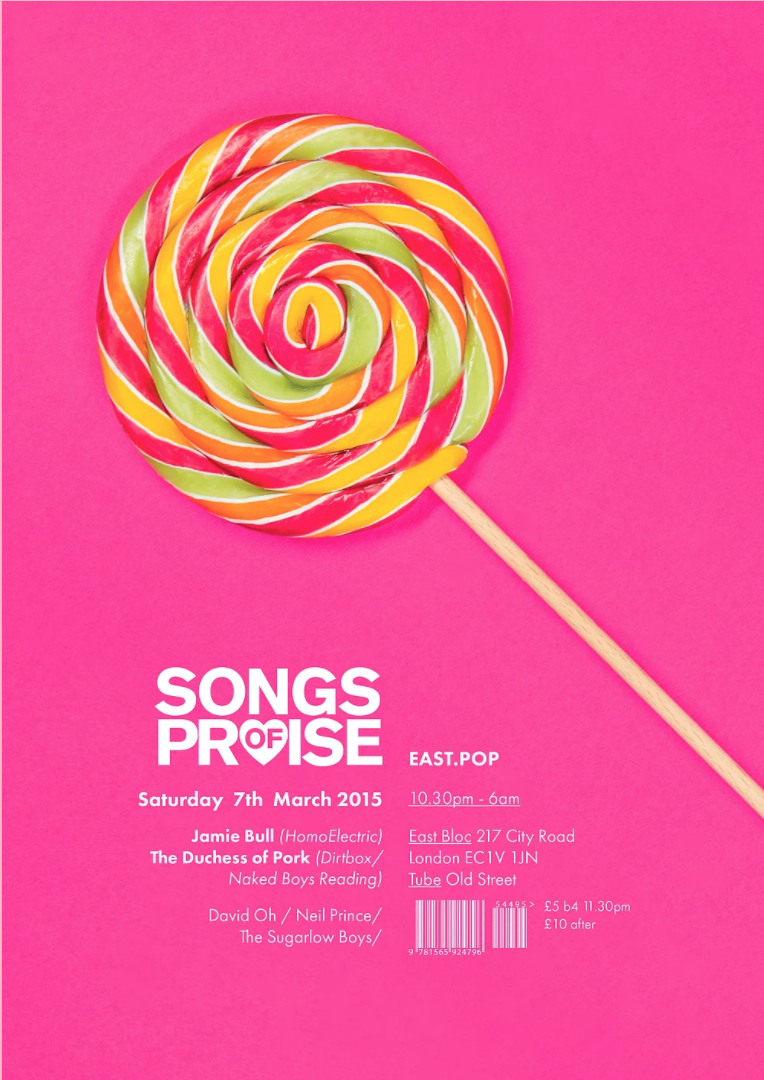 SONGS
PR OF ISE
EAST.POP
Saturday 7th March 2015
10.30pm - 6am
Jamie Bull (HomoElectric)
The Duchess of Pork (Dirtbox/
Naked Boys Reading)
David Oh / Neil Prince/
The Sugarlow Boys/
East Bloc 217 City Road
London EC1V 1JN
Tube Old Street
54495>
9 781565 924796
£5 b4 11.30pm
£10 after